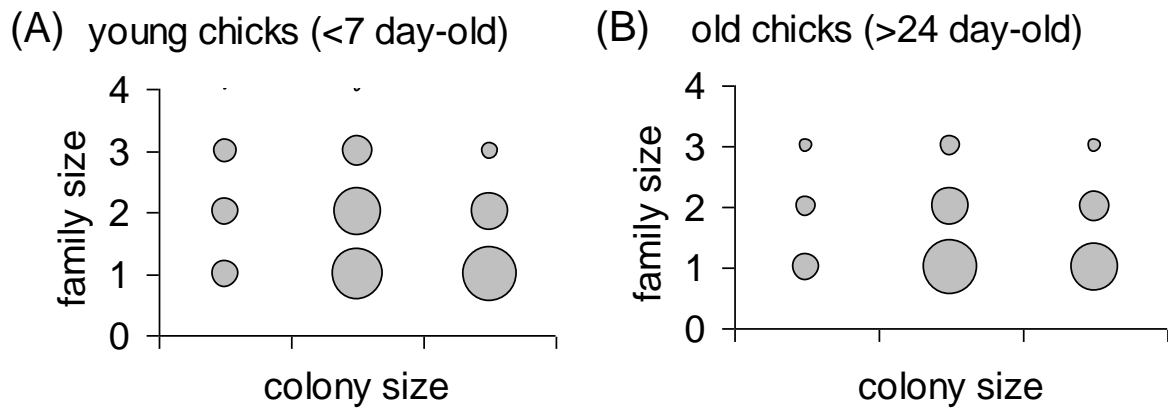 (A) young chicks (<7 day-old)
4
3
2
1
0
family size
colony size
(B) old chicks (>24 day-old)
4
3
2
1
0
family size
colony size